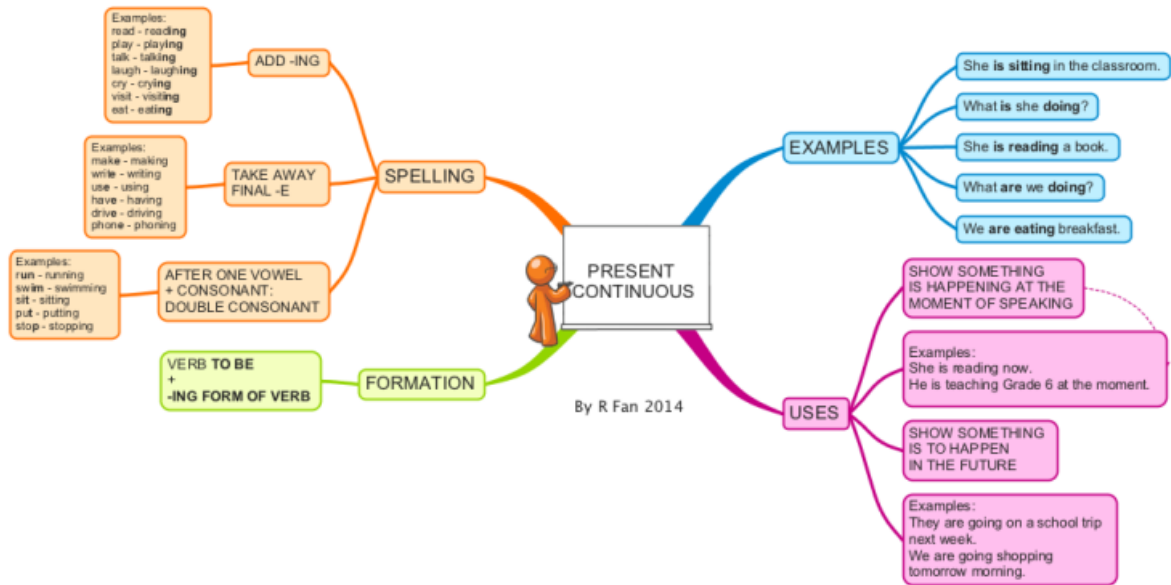 PRESENT
CONTINUOUS
By R Fan 2014
SPELLING
ADD -ING
Examples:
read - reading
play - playing
talk - talking
laugh - laughing
cry - crying
visit - visiting
eat - eating
TAKE AWAY
FINAL -E
Examples:
make - making
write - writing
use - using
have - having
drive - driving
phone - phoning
AFTER ONE VOWEL
+ CONSONANT:
DOUBLE CONSONANT
Examples:
run - running
swim - swimming
sit - sitting
put - putting
stop - stopping
FORMATION
VERB TO BE
+
-ING FORM OF VERB
EXAMPLES
She is sitting in the classroom.
What is she doing?
She is reading a book.
What are we doing?
We are eating breakfast.
USES
SHOW SOMETHING
IS HAPPENING AT THE
MOMENT OF SPEAKING
Examples:
She is reading now.
He is teaching Grade 6 at the moment.
SHOW SOMETHING
IS TO HAPPEN
IN THE FUTURE
Examples:
They are going on a school trip
next week.
We are going shopping
tomorrow morning.